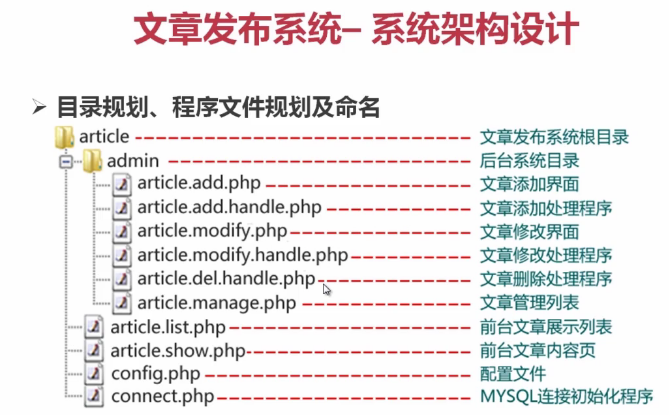 文章发布系统– 系统架构设计
目录规划、程序文件规划及命名
article 文章发布系统根目录
admin 后台系统目录
article.add.php 文章添加界面
article.add.handle.php 文章添加处理程序
article.modify.php 文章修改界面
article.modify.handle.php 文章修改处理程序
article.del.handle.php 文章删除处理程序
article.manage.php 文章管理列表
article.list.php 前台文章展示列表
article.show.php 前台文章内容页
config.php 配置文件
connect.php MYSQL连接初始化程序